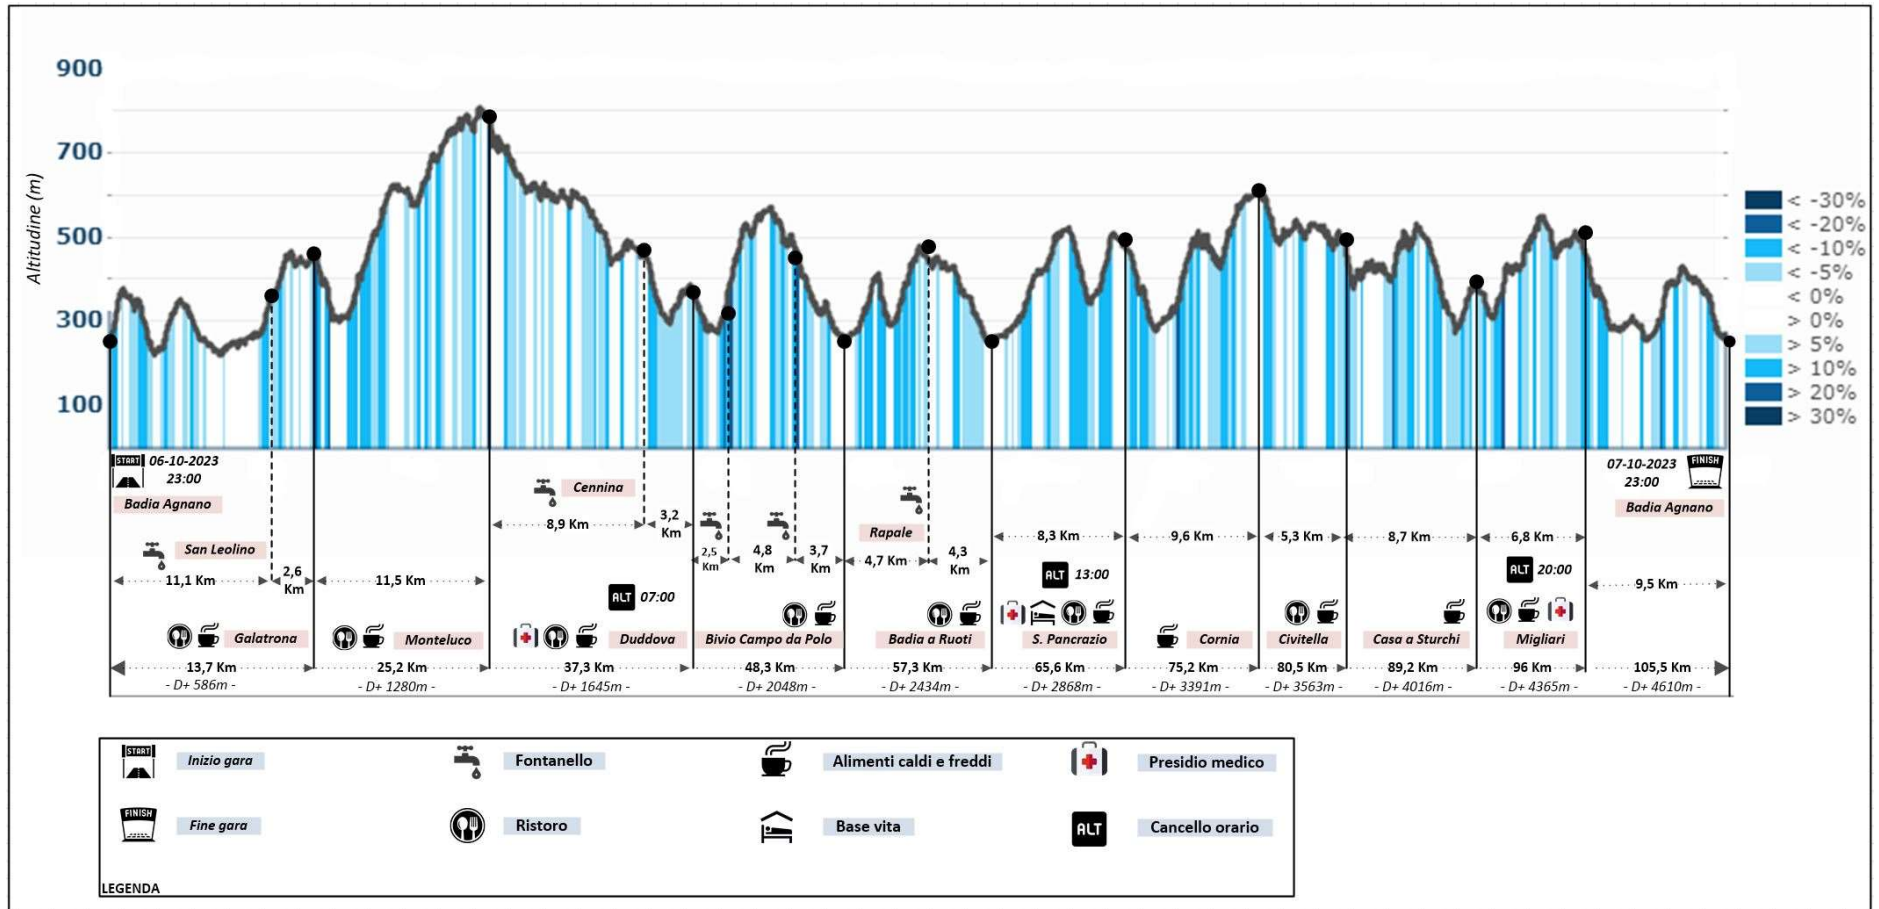 900
700
500
300
100
Altitudine (m)
< -30%
< -20%
< -10%
< -5%
< 0%
> 0%
> 5%
> 10%
> 20%
> 30%
START
06-10-2023
23:00
Badia Agnano
San Leolino
11,1 Km
2,6
Km
11,5 Km
Cennina
8,9 Km
3,2
Km
ALT 07:00
2,5
Km
4,8
Km
3,7
Km
Rapale
4,7 Km
4,3
Km
8,3 Km
ALT 13:00
9,6 Km
5,3 Km
8,7 Km
6,8 Km
ALT 20:00
07-10-2023
23:00
FINISH
Badia Agnano
9,5 Km
Galatrona
Monteluco
Duddova
Bivio Campo da Polo
Badia a Ruoti
S. Pancrazio
Cornia
Civitella
Casa a Sturchi
Migliari
13,7 Km
25,2 Km
37,3 Km
48,3 Km
57,3 Km
65,6 Km
75,2 Km
80,5 Km
89,2 Km
96 Km
105,5 Km
- D+ 586m -
- D+ 1280m -
- D+ 1645m -
- D+ 2048m -
- D+ 2434m -
- D+ 2868m -
- D+ 3391m -
- D+ 3563m -
- D+ 4016m -
- D+ 4365m -
- D+ 4610m -
START
Inizio gara
Fontanello
Alimenti caldi e freddi
Presidio medico
FINISH
Fine gara
Ristoro
Base vita
ALT
Cancello orario
LEGENDA